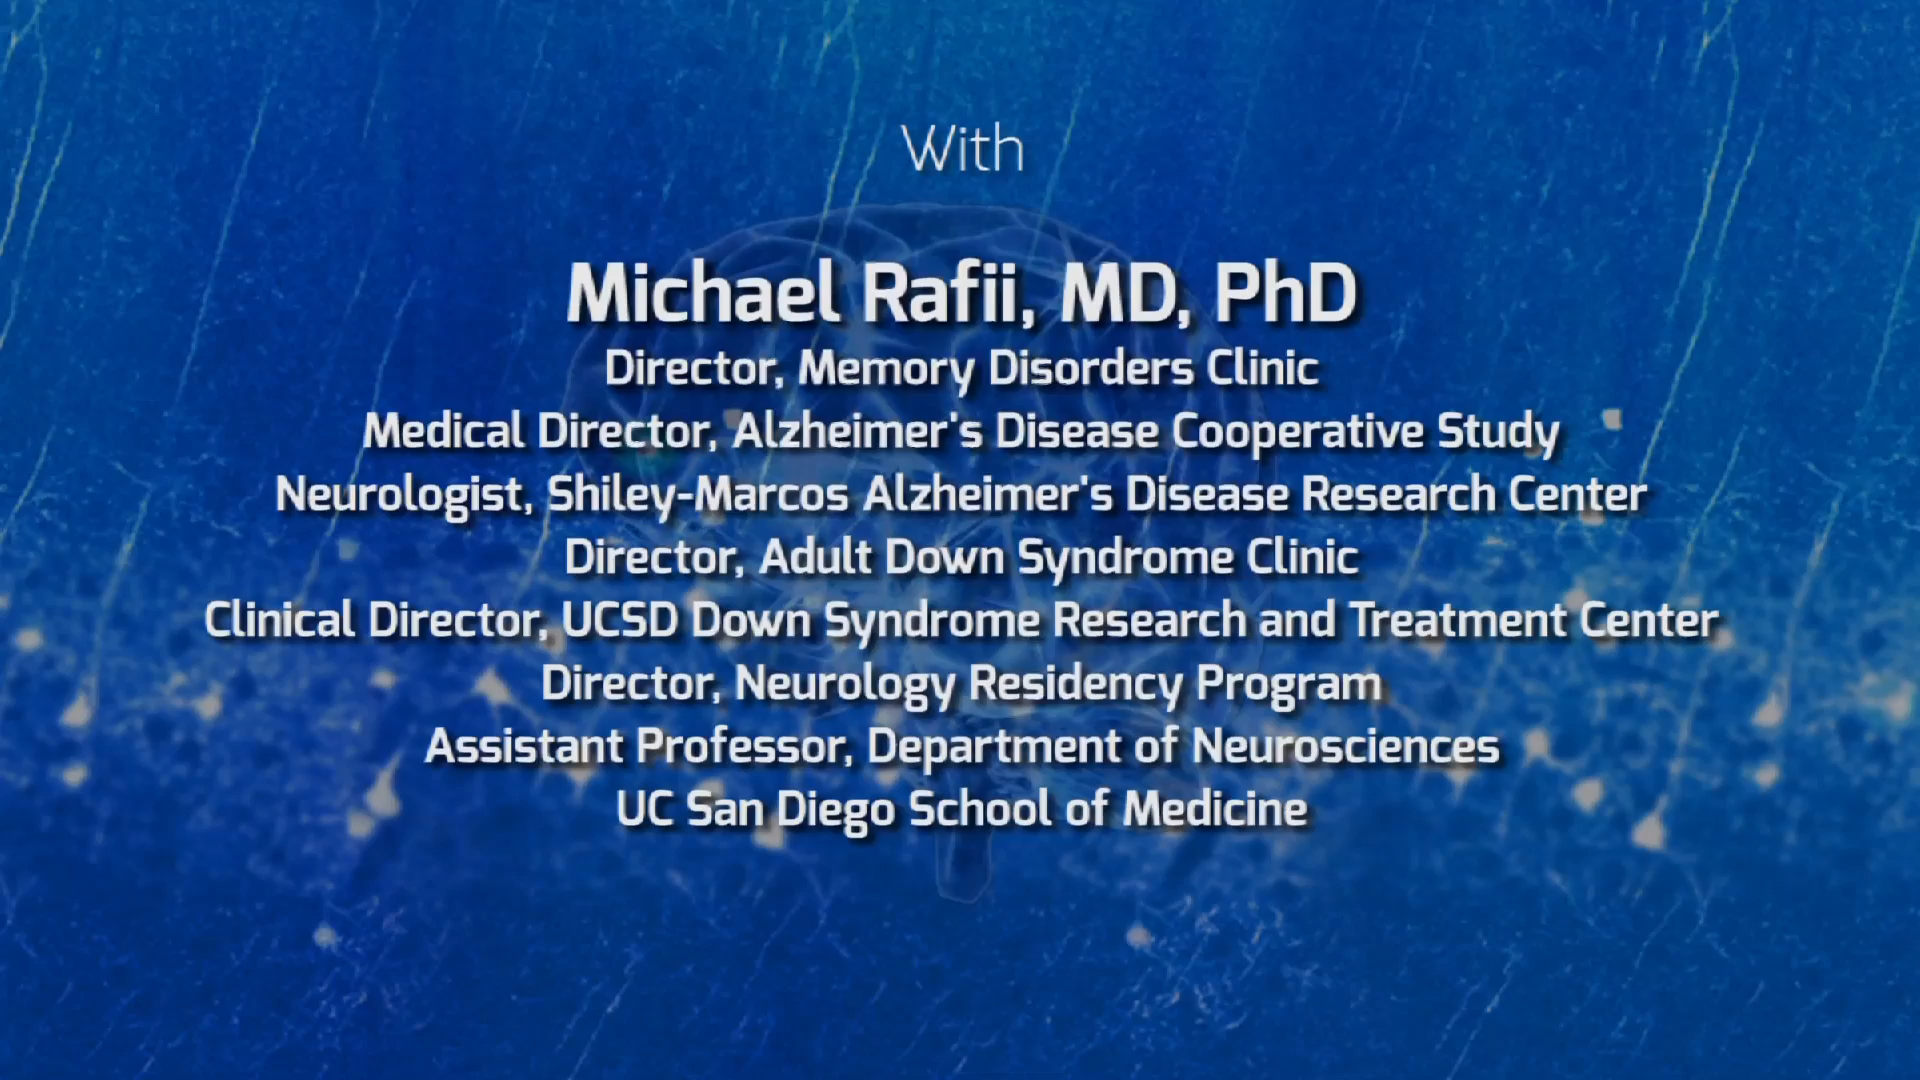 With
Michael Rafii, MD, PhD
Director, Memory Disorders Clinic
Medical Director, Alzheimer's Disease Cooperative Study
Neurologist, Shiley-Marcos Alzheimer's Disease Research Center
Director, Adult Down Syndrome Clinic
Clinical Director, UCSD Down Syndrome Research and Treatment Center
Director, Neurology Residency Program
Assistant Professor, Department of Neurosciences
UC San Diego School of Medicine